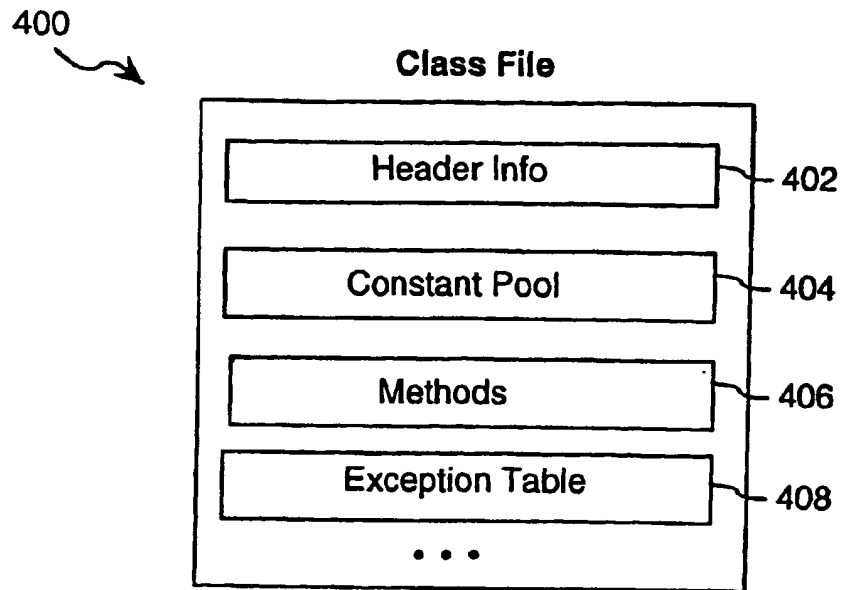 400
Class File
Header Info
402
Constant Pool
404
Methods
406
Exception Table
408
• • •